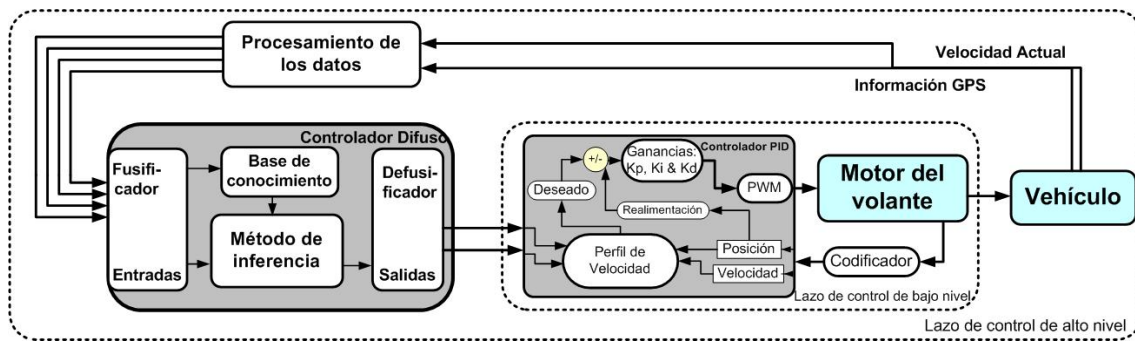 Procesamiento de
los datos
Velocidad Actual
Información GPS
Controlador Difuso
Fusifi-
cador
Entradas
Base de
conocimiento
Método de
inferencia
Defusi-
ficador
Salidas
Controlador PID
+/-
Ganancias:
Kp, Ki & Kd
Deseado
PWM
Realimentación
Perfil de
Velocidad
Posición
Velocidad
Motor del
volante
Vehículo
Codificador
Lazo de control de bajo nivel
Lazo de control de alto nivel